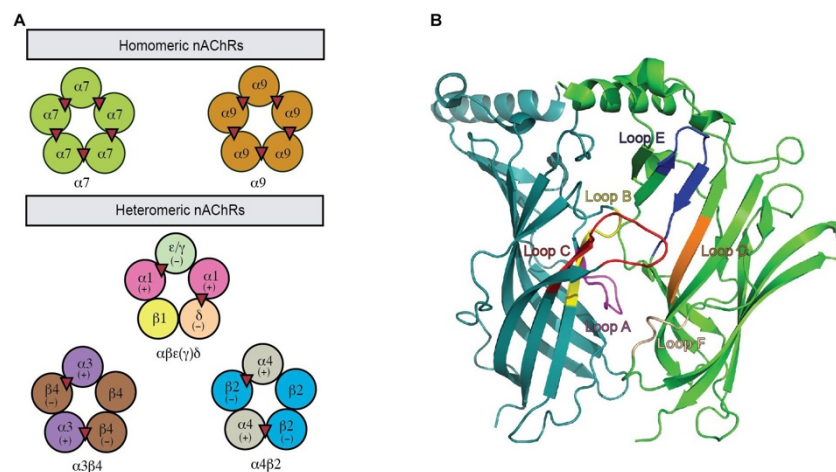 A
Homomeric nAChRs
α7
α7
α7
α7
α7
α7
α9
α9
α9
α9
α9
α9
Heteromeric nAChRs
ε/γ
(−)
α1
(+)
α1
(+)
β1
δ
(−)
αβε(γ)δ
α3
(+)
β4
(−)
α3
(+)
β4
β4
(−)
α3β4
α4
(+)
β2
(−)
β2
α4
(+)
β2
(−)
α4β2
B
Loop E
Loop B
Loop C
Loop D
Loop A
Loop F